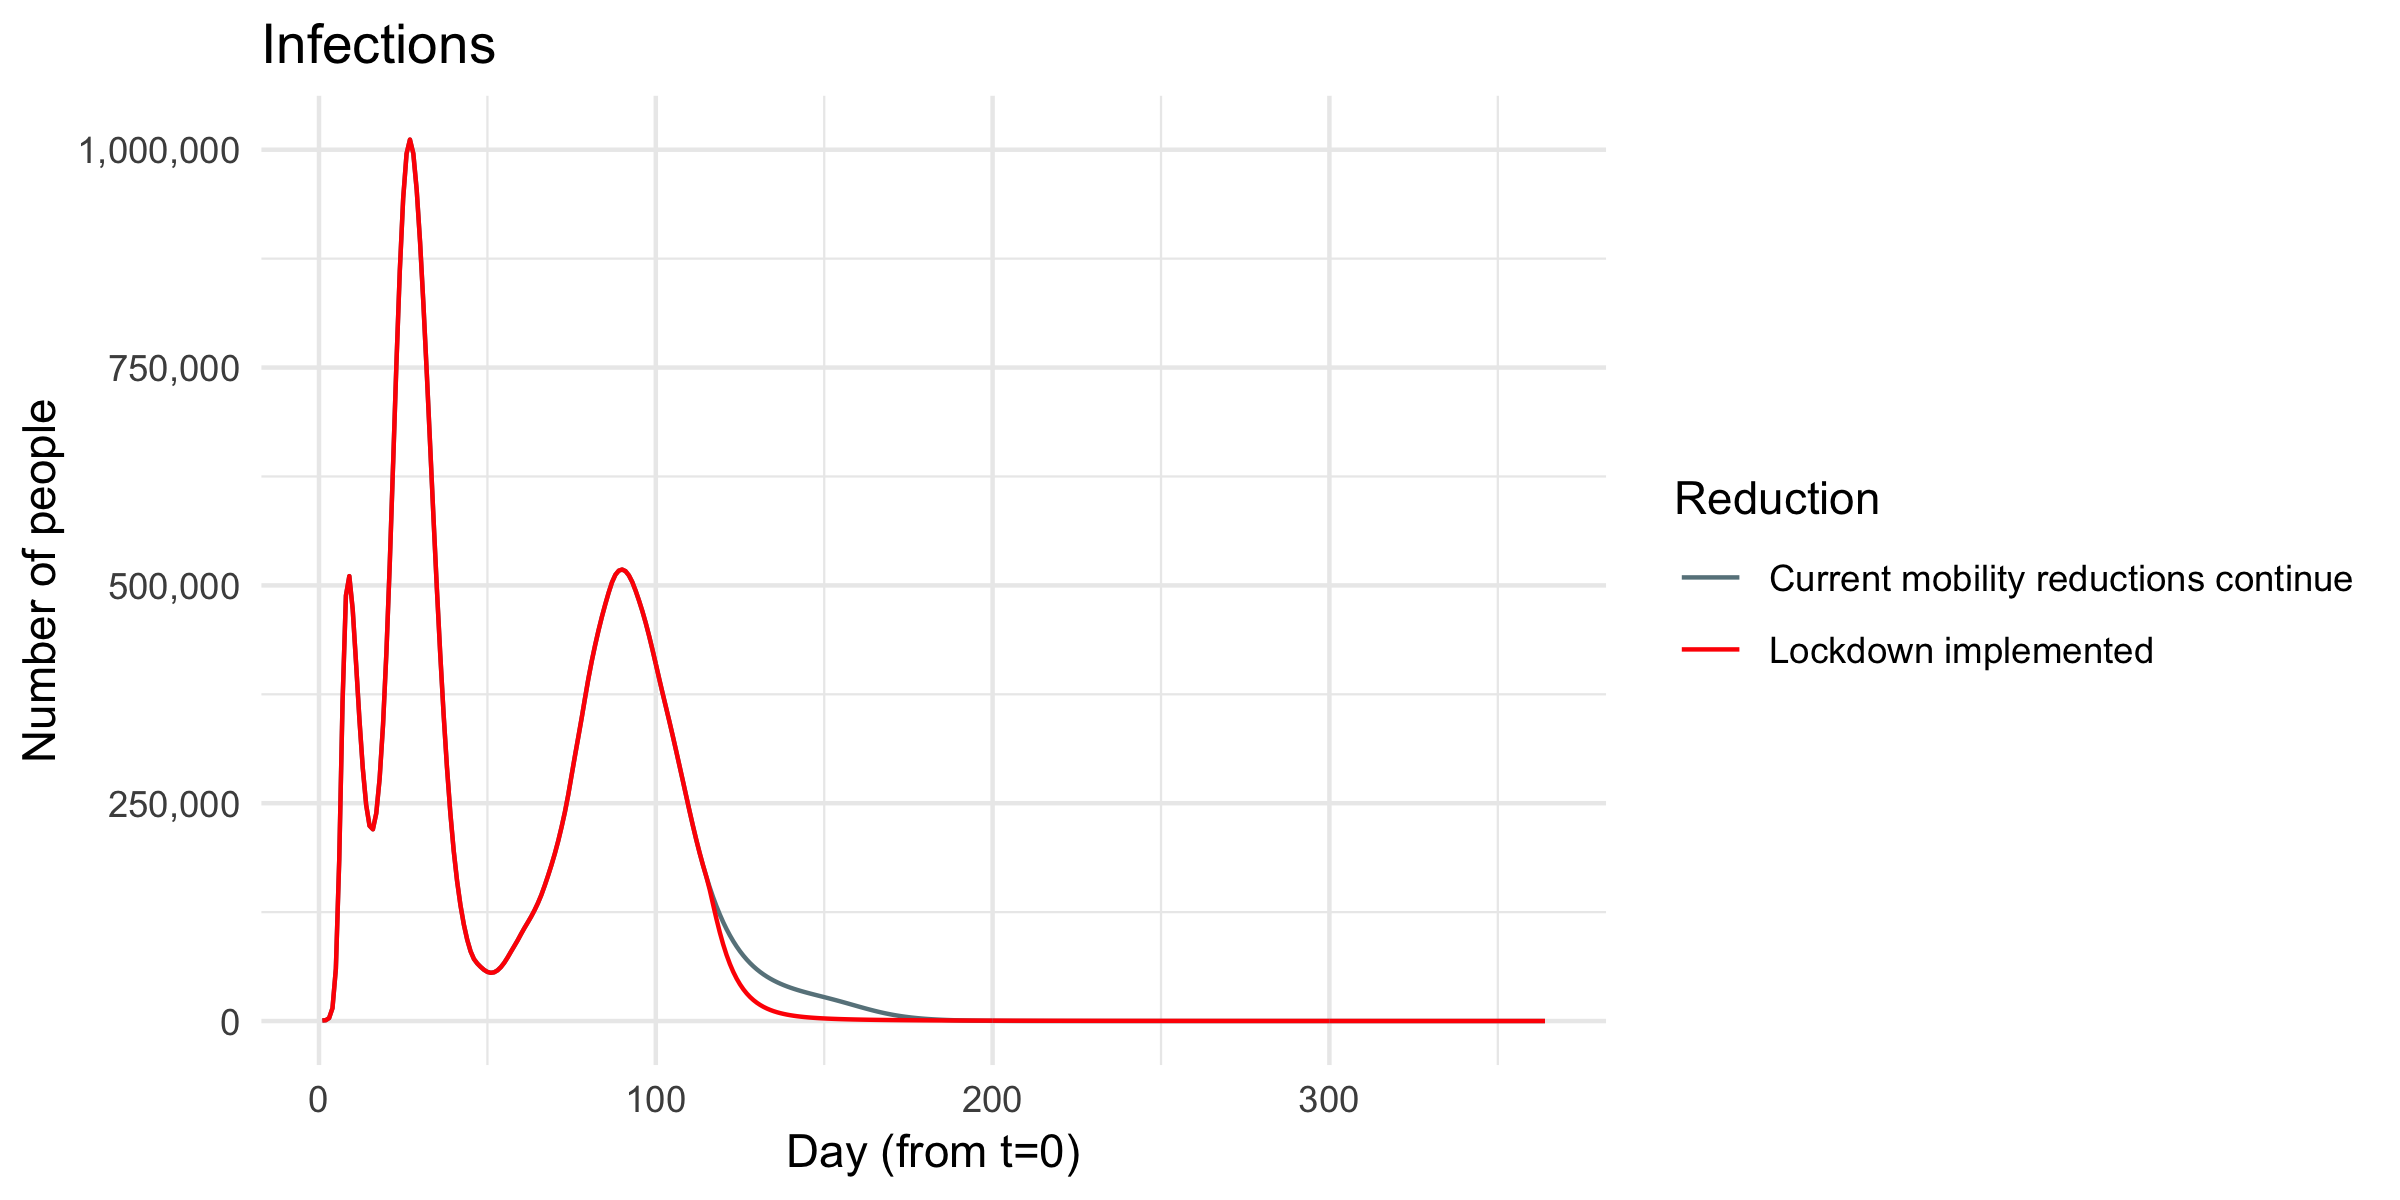 Infections
Number of people
1,000,000
750,000
500,000
250,000
0
0 100 200 300
Day (from t=0)
Reduction
Current mobility reductions continue
Lockdown implemented